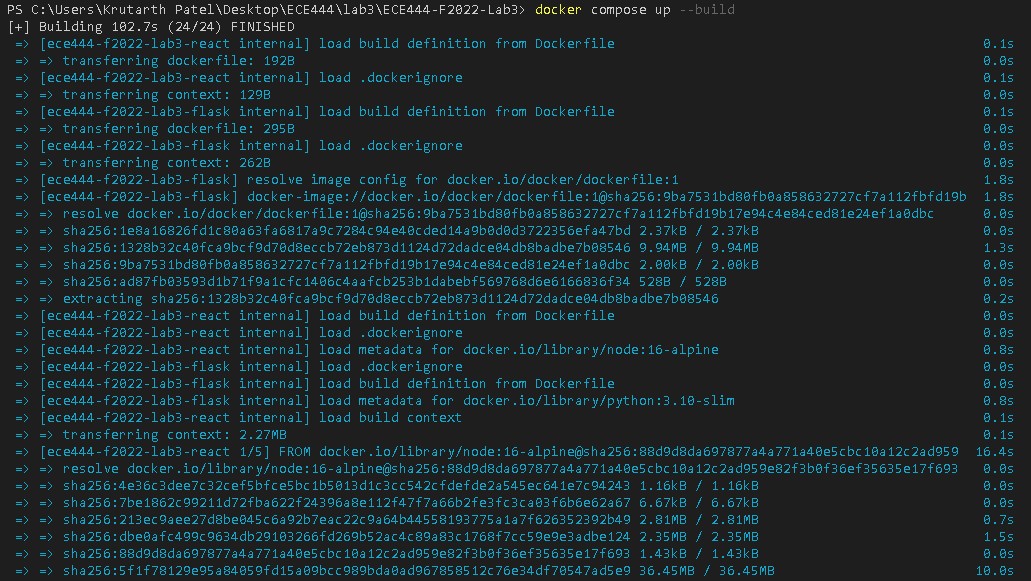 PS C:\Users\Krutarth Patel\Desktop\ECE444\lab3\ECE444-F2022-Lab3> docker compose up --build
[+] Building 102.7s (24/24) FINISHED
=> [ece444-f2022-lab3-react internal] load build definition from Dockerfile 0.1s
=> => transferring dockerfile: 192B 0.0s
=> [ece444-f2022-lab3-react internal] load .dockerignore 0.1s
=> => transferring context: 129B 0.0s
=> [ece444-f2022-lab3-flask internal] load build definition from Dockerfile 0.1s
=> => transferring dockerfile: 295B 0.0s
=> [ece444-f2022-lab3-flask internal] load .dockerignore 0.0s
=> => transferring context: 262B 0.0s
=> [ece444-f2022-lab3-flask] resolve image config for docker.io/docker/dockerfile:1 1.8s
=> [ece444-f2022-lab3-flask] docker-image://docker.io/docker/dockerfile:1@sha256:9ba7531bd80fb0a858632727cf7a112fbfd19b 1.8s
=> => resolve docker.io/docker/dockerfile:1@sha256:9ba7531bd80fb0a858632727cf7a112fbfd19b17e94c4e84ced81e24ef1a0dbc 0.0s
=> => sha256:1e8a16826fd1c80a63fa6817a9c7284c94e40cded14a9b0d0d3722356efa47bd 2.37kB / 2.37kB 0.0s
=> => sha256:1328b32c40fca9bcf9d70d8eccb72eb873d1124d72dadce04db8badbe7b08546 9.94MB / 9.94MB 1.3s
=> => sha256:9ba7531bd80fb0a858632727cf7a112fbfd19b17e94c4e84ced81e24ef1a0dbc 2.00kB / 2.00kB 0.0s
=> => sha256:ad87fb03593d1b71f9a1cfc1406c4aafcb253b1dabebf569768d6e6166836f34 528B / 528B 0.0s
=> => extracting sha256:1328b32c40fca9bcf9d70d8eccb72eb873d1124d72dadce04db8badbe7b08546 0.2s
=> [ece444-f2022-lab3-react internal] load build definition from Dockerfile 0.0s
=> [ece444-f2022-lab3-react internal] load .dockerignore 0.0s
=> [ece444-f2022-lab3-react internal] load metadata for docker.io/library/node:16-alpine 0.8s
=> [ece444-f2022-lab3-flask internal] load .dockerignore 0.0s
=> [ece444-f2022-lab3-flask internal] load build definition from Dockerfile 0.0s
=> [ece444-f2022-lab3-flask internal] load metadata for docker.io/library/python:3.10-slim 0.8s
=> [ece444-f2022-lab3-react internal] load build context 0.1s
=> => transferring context: 2.27MB 0.1s
=> [ece444-f2022-lab3-react 1/5] FROM docker.io/library/node:16-alpine@sha256:88d9d8da697877a4a771a40e5cbc10a12c2ad959 16.4s
=> => resolve docker.io/library/node:16-alpine@sha256:88d9d8da697877a4a771a40e5cbc10a12c2ad959e82f3b0f36ef35635e17f693 0.0s
=> => sha256:4e36c3dee7c32cef5bfce5bc1b5013d1c3cc542cfdefde2a5345ec641e7c94243 1.16kB / 1.16kB 0.0s
=> => sha256:7be1862c99211d72fba622f24396a8e112f47f7a66b2fe3fc3ca03f6b6e62a67 6.67kB / 6.67kB 0.0s
=> => sha256:213ec9aee27d8be045c6a92b7eac22c9a64b44558193775a1a7f626352392b49 2.81MB / 2.81MB 0.7s
=> => sha256:dbe0afc499c9634db29103266fd269b52ac4c89a83c1768f7cc59e9e3adbe124 2.35MB / 2.35MB 1.5s
=> => sha256:88d9d8da697877a4a771a40e5cbc10a12c2ad959e82f3b0f36ef35635e17f693 1.43kB / 1.43kB 0.0s
=> => sha256:5f1f78129e95a84059fd15a09bcc989bda0ad967858512c76e34df70547ad5e9 36.45MB / 36.45MB 10.0s